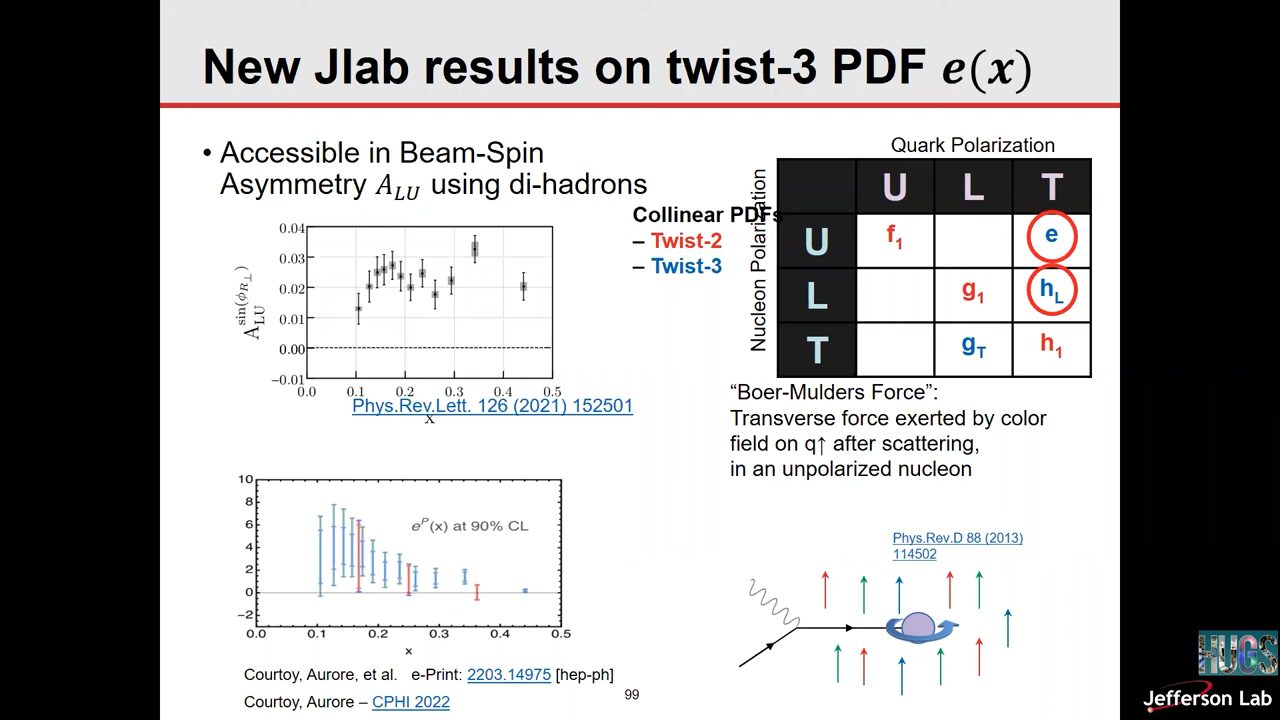 New Jlab results on twist-3 PDF e(x)
• Accessible in Beam-Spin
Asymmetry A_LU using di-hadrons
Collinear PDFs
– Twist-2
– Twist-3
Quark Polarization
Nucleon Polarization
U L T
U f1 e
L g1 hL
T gT h1
A_LU^sin(ϕ_R⊥)
0.04
0.03
0.02
0.01
0.00
−0.01
0.0 0.1 0.2 0.3 0.4 0.5
x
Phys.Rev.Lett. 126 (2021) 152501
“Boer-Mulders Force”:
Transverse force exerted by color
field on q↑ after scattering,
in an unpolarized nucleon
e^P(x) at 90% CL
10
8
6
4
2
0
−2
0.0 0.1 0.2 0.3 0.4 0.5
x
Phys.Rev.D 88 (2013)
114502
Courtoy, Aurore, et al. e-Print: 2203.14975 [hep-ph]
Courtoy, Aurore – CPHI 2022
99
HUGS
Jefferson Lab